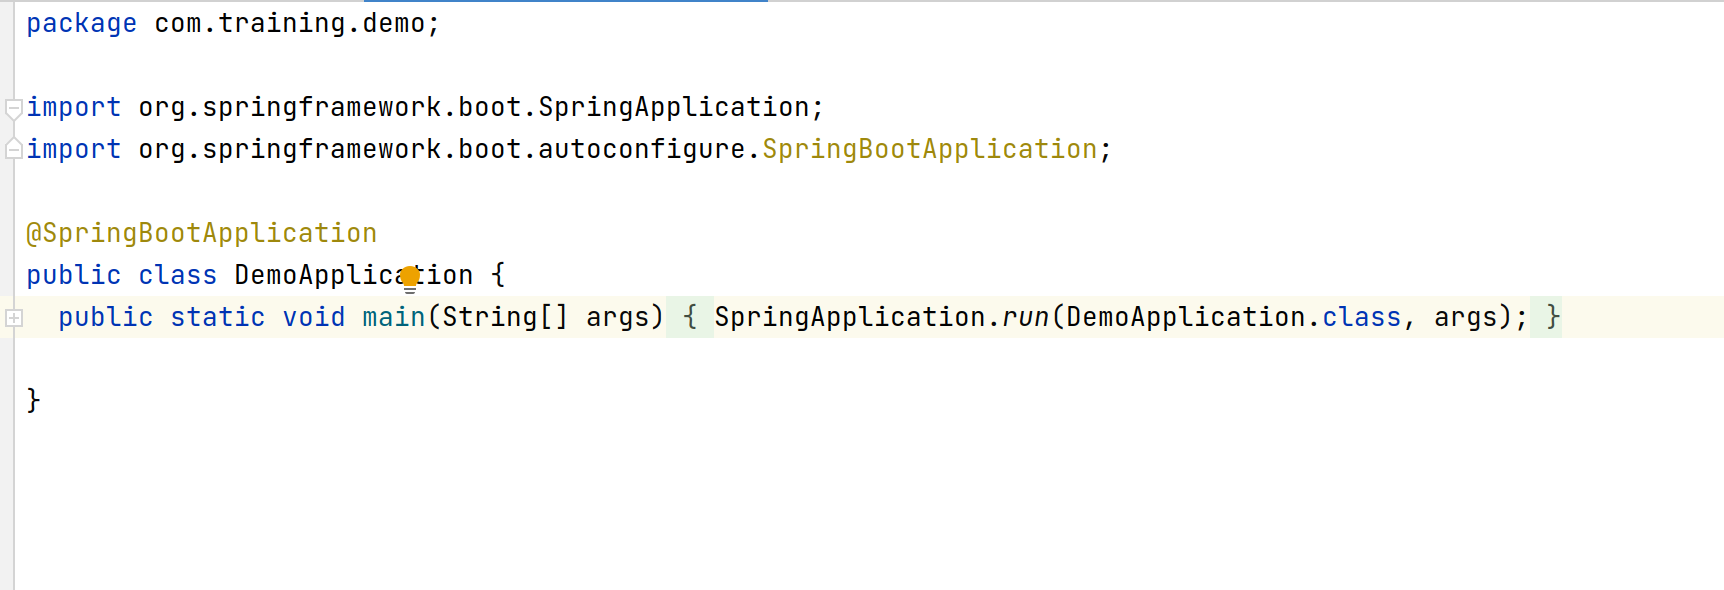 package com.training.demo;
import org.springframework.boot.SpringApplication;
import org.springframework.boot.autoconfigure.SpringBootApplication;
@SpringBootApplication
public class DemoApplication {
public static void main(String[] args) { SpringApplication.run(DemoApplication.class, args); }
}